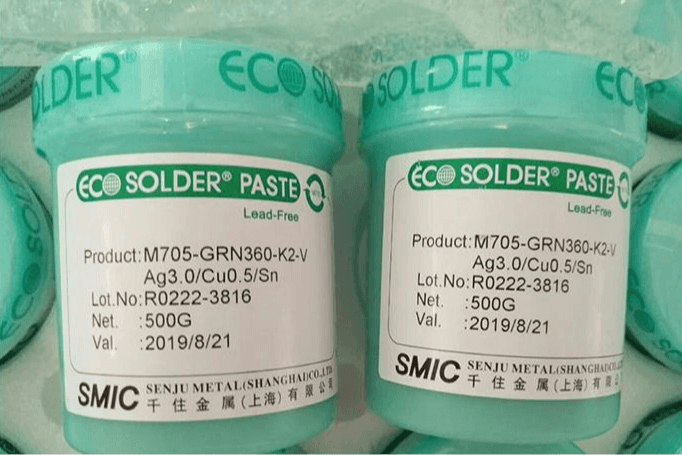 OLDER® ECO SO
ECO SOLDER® PASTE
Lead-Free
Product:M705-GRN360-K2-V
Ag3.0/Cu0.5/Sn
Lot.No:R0222-3816
Net. :500G
Val. :2019/8/21
SMIC SENJU METAL(SHANGHAI)CO.,LTD
千住金属(上海)有限公
SOLDER® ECO
ECO SOLDER® PASTE
Lead-Free
Product:M705-GRN360-K2-V
Ag3.0/Cu0.5/Sn
Lot.No:R0222-3816
Net. :500G
Val. :2019/8/21
SMIC SENJU METAL(SHANGHAI)CO.,LTD
千住金属(上海)有限公